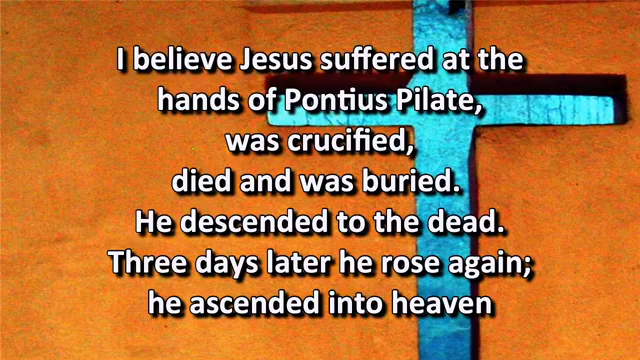 I believe Jesus suffered at the
hands of Pontius Pilate,
was crucified,
died and was buried.
He descended to the dead.
Three days later he rose again;
he ascended into heaven